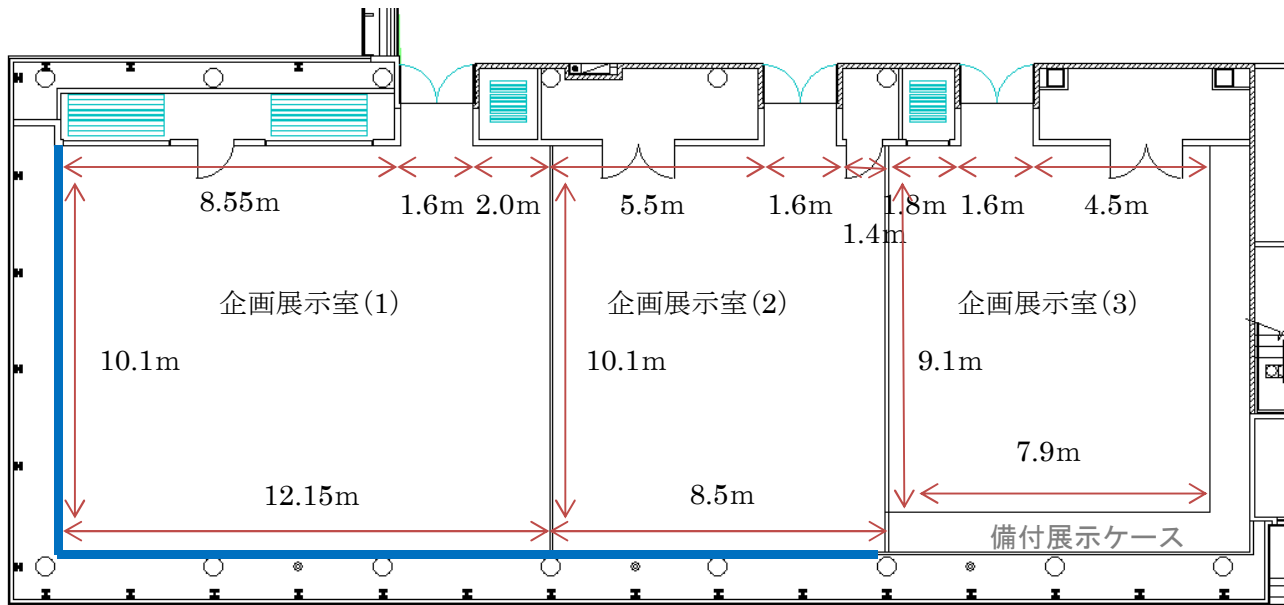 8.55m
1.6m
2.0m
5.5m
1.6m
1.4m
1.8m
1.6m
4.5m
企画展示室(1)
企画展示室(2)
企画展示室(3)
10.1m
10.1m
9.1m
7.9m
12.15m
8.5m
備付展示ケース